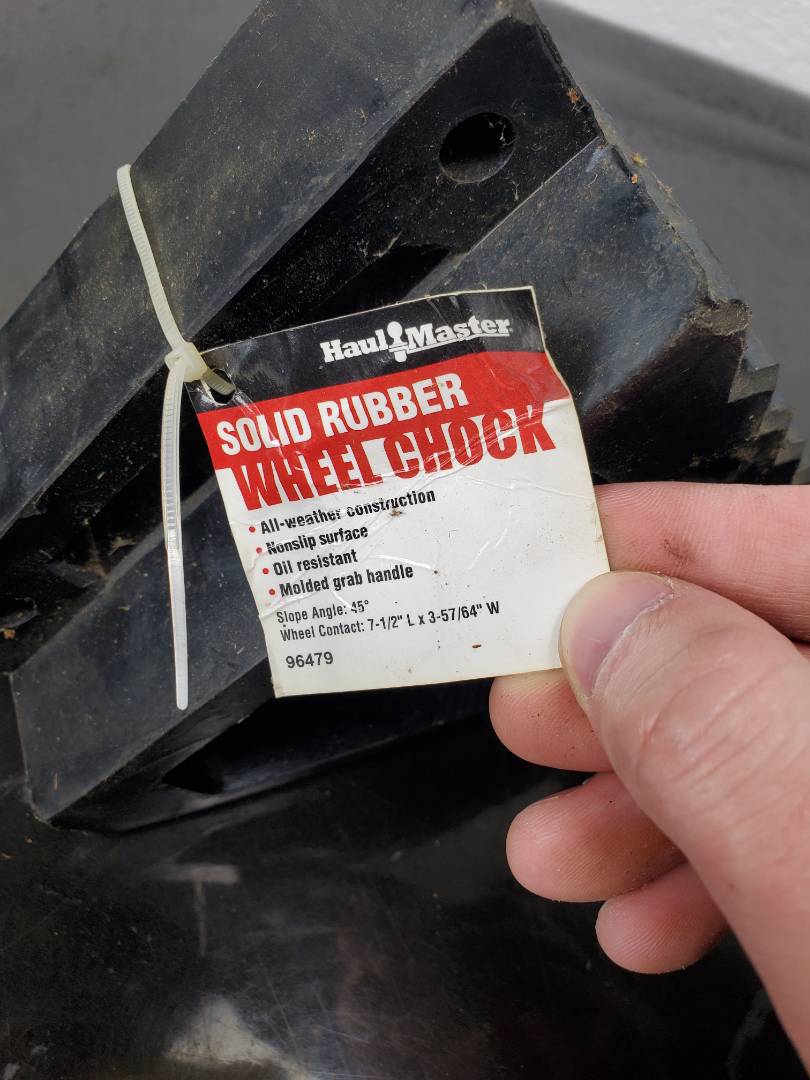 Haul Master
SOLID RUBBER
WHEEL CHOCK
• All-weather construction
• Nonslip surface
• Oil resistant
• Molded grab handle
Slope Angle: 45°
Wheel Contact: 7-1/2" L x 3-57/64" W
96479